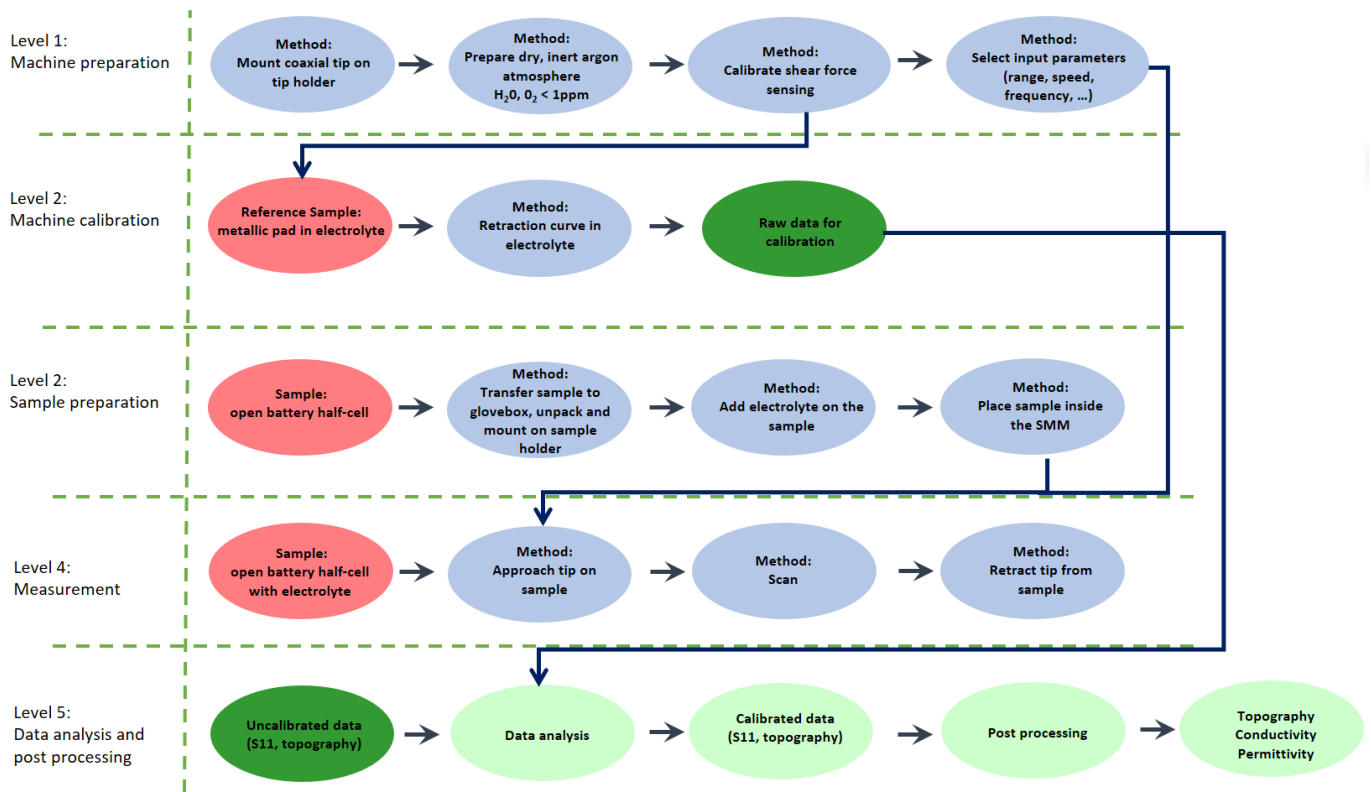 Level 1:
Machine preparation
Method:
Mount coaxial tip on
tip holder
Method:
Prepare dry, inert argon
atmosphere
H₂0, 0₂ < 1ppm
Method:
Calibrate shear force
sensing
Method:
Select input parameters
(range, speed,
frequency, ...)
Level 2:
Machine calibration
Reference Sample:
metallic pad in electrolyte
Method:
Retraction curve in
electrolyte
Raw data for
calibration
Level 2:
Sample preparation
Sample:
open battery half-cell
Method:
Transfer sample to
glovebox, unpack and
mount on sample
holder
Method:
Add electrolyte on the
sample
Method:
Place sample inside
the SMM
Level 4:
Measurement
Sample:
open battery half-cell
with electrolyte
Method:
Approach tip on
sample
Method:
Scan
Method:
Retract tip from
sample
Level 5:
Data analysis and
post processing
Uncalibrated data
(S11, topography)
Data analysis
Calibrated data
(S11, topography)
Post processing
Topography
Conductivity
Permittivity